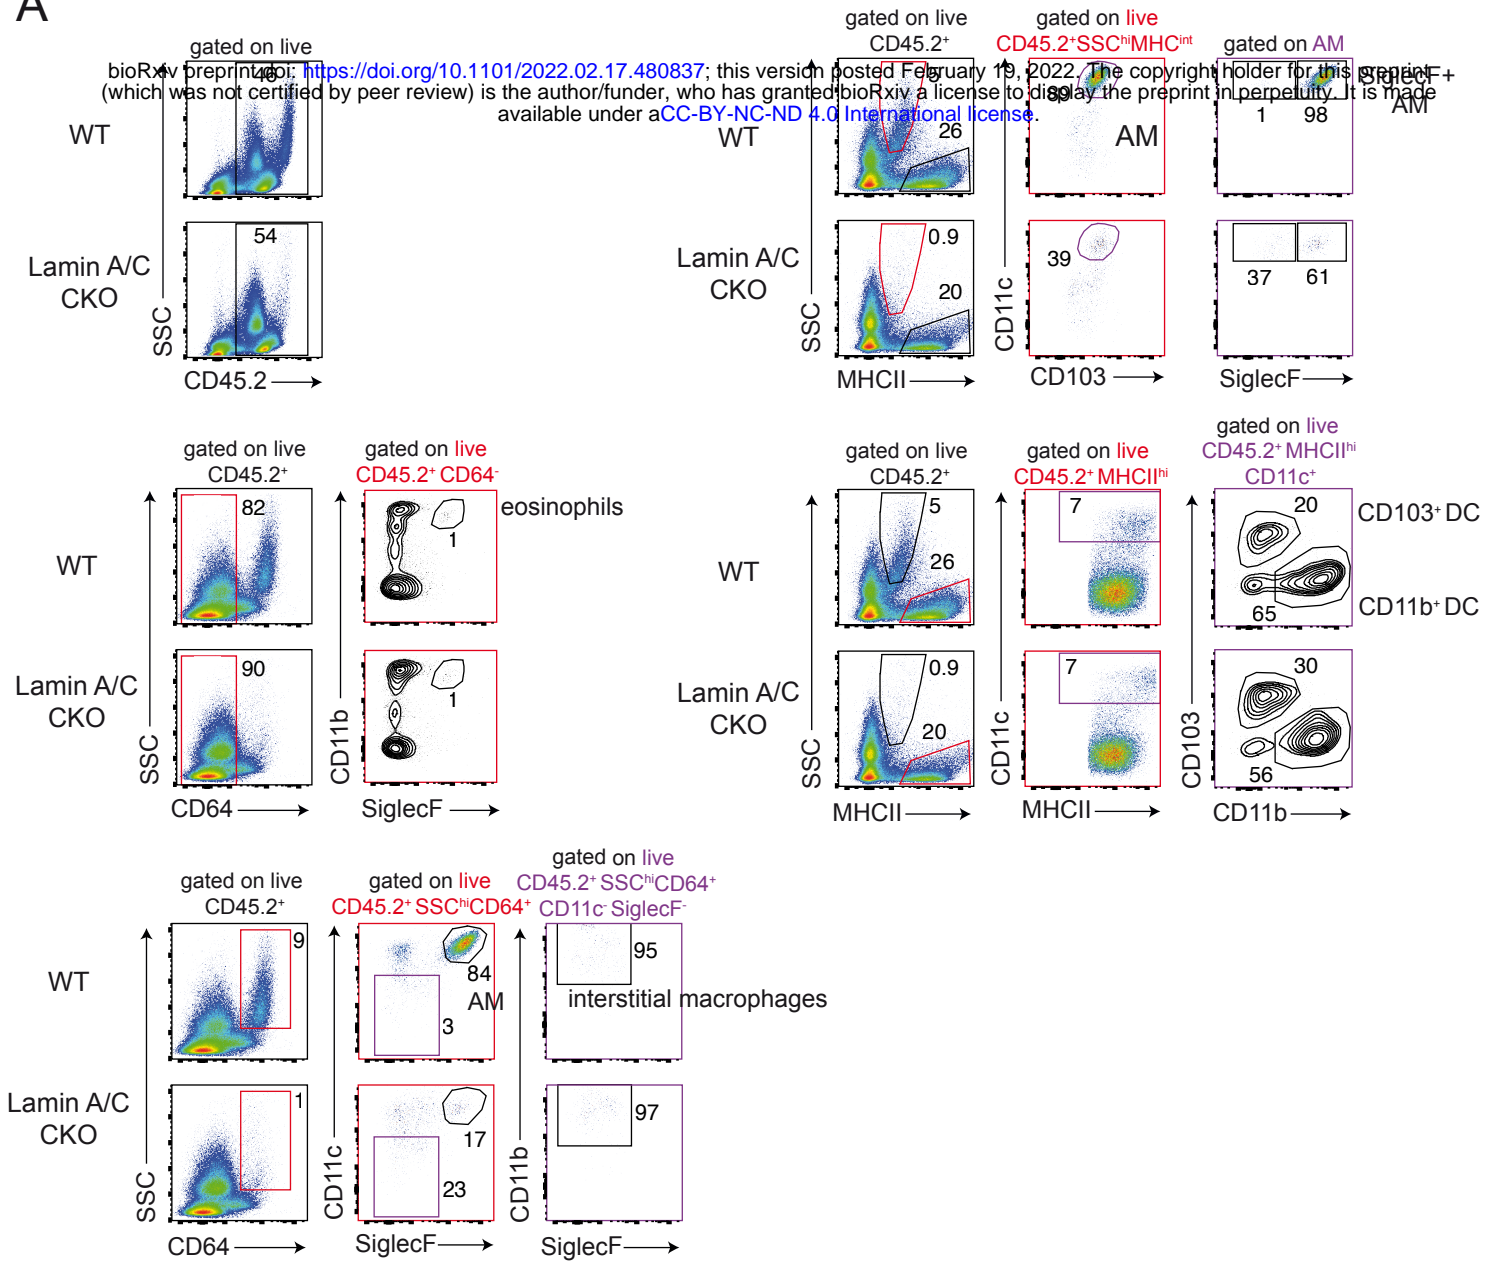 A
gated on live
46
WT
Lamin A/C
CKO
54
SSC
CD45.2
bioRxiv preprint doi: https://doi.org/10.1101/2022.02.17.480837; this version posted February 19, 2022. The copyright holder for this preprint
(which was not certified by peer review) is the author/funder, who has granted bioRxiv a license to display the preprint in perpetuity. It is made
available under aCC-BY-NC-ND 4.0 International license.
gated on live
CD45.2+
gated on live
CD45.2+SSChiMHCint
gated on AM
WT
5
26
89
AM
1
98
SiglecF+
AM
Lamin A/C
CKO
0.9
20
39
37
61
SSC
MHCII
CD11c
CD103
SiglecF
gated on live
CD45.2+
gated on live
CD45.2+ CD64-
WT
82
1
eosinophils
Lamin A/C
CKO
90
1
SSC
CD64
CD11b
SiglecF
gated on live
CD45.2+
gated on live
CD45.2+ MHCIIhi
gated on live
CD45.2+ MHCIIhi
CD11c+
WT
5
26
7
20
65
CD103+ DC
CD11b+ DC
Lamin A/C
CKO
0.9
20
7
30
56
SSC
MHCII
CD11c
MHCII
CD103
CD11b
gated on live
CD45.2+
gated on live
CD45.2+ SSChiCD64+
gated on live
CD45.2+ SSChiCD64+
CD11c- SiglecF-
WT
9
84
AM
3
95
interstitial macrophages
Lamin A/C
CKO
1
17
23
97
SSC
CD64
CD11c
SiglecF
CD11b
SiglecF